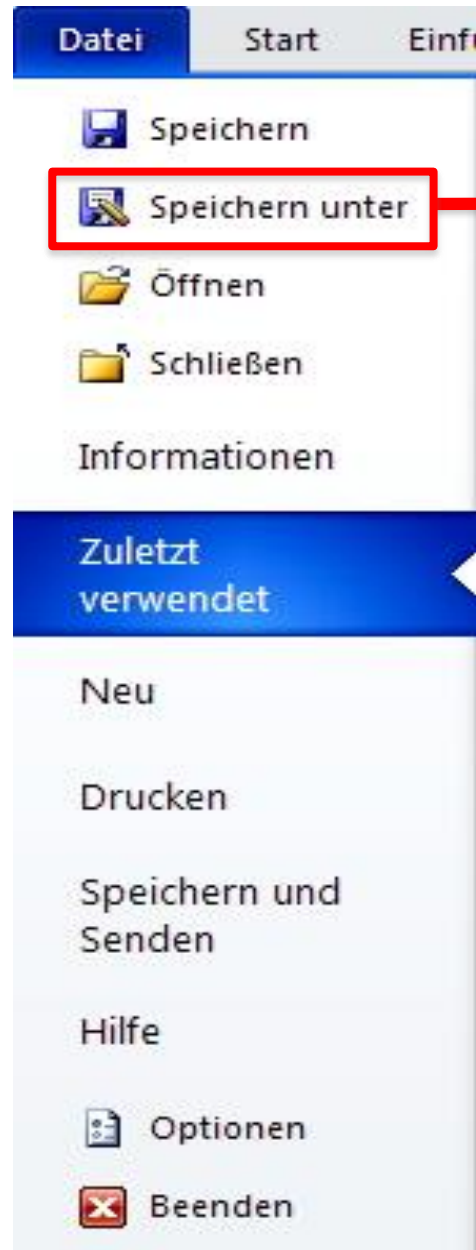 Datei Start
Speichern
Speichern unter
Öffnen
Schließen
Informationen
Zuletzt
verwendet
Neu
Drucken
Speichern und
Senden
Hilfe
Optionen
Beenden